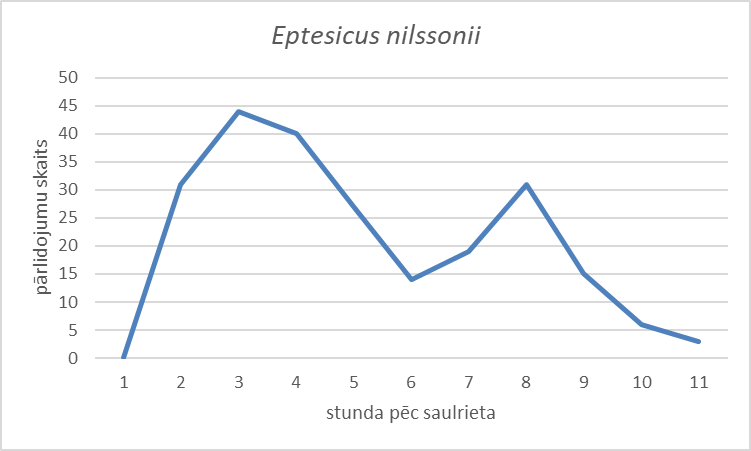 Eptesicus nilssonii
pārlidojumu skaits
50
45
40
35
30
25
20
15
10
5
0
1 2 3 4 5 6 7 8 9 10 11
stunda pēc saulrieta